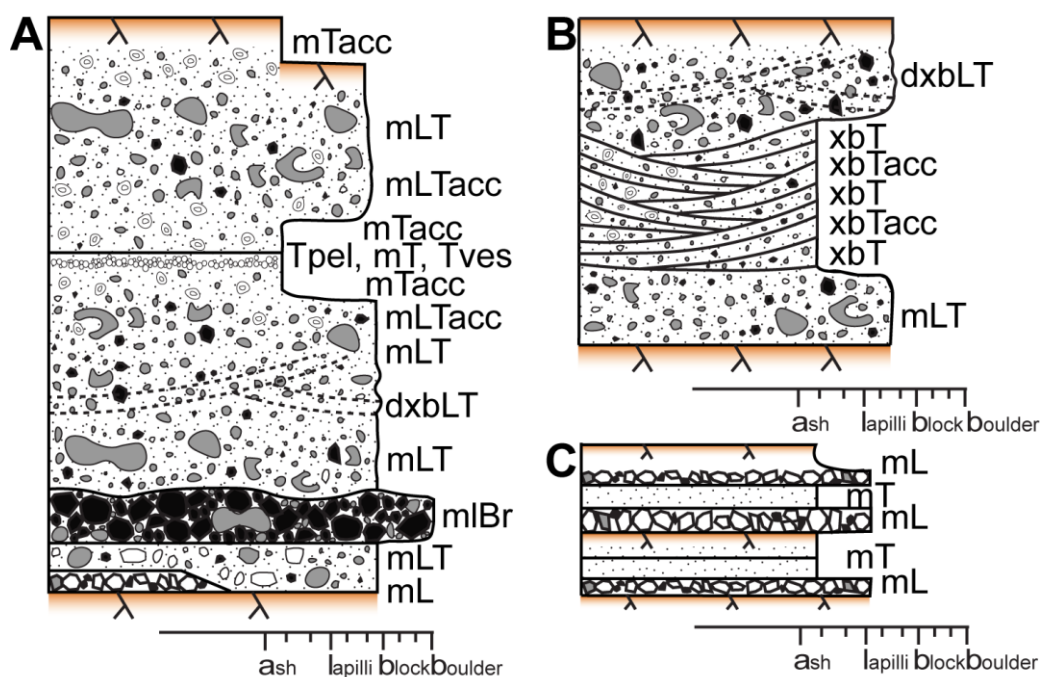 A
mTacc
mLT
mLTacc
mTacc
Tpel, mT, Tves
mTacc
mLTacc
mLT
dxbLT
mLT
mlBr
mLT
mL
ash lapilli block boulder
B
dxbLT
xbT
xbTacc
xbT
xbTacc
xbT
mLT
ash lapilli block boulder
C
mL
mT
mL
mT
mL
ash lapilli block boulder